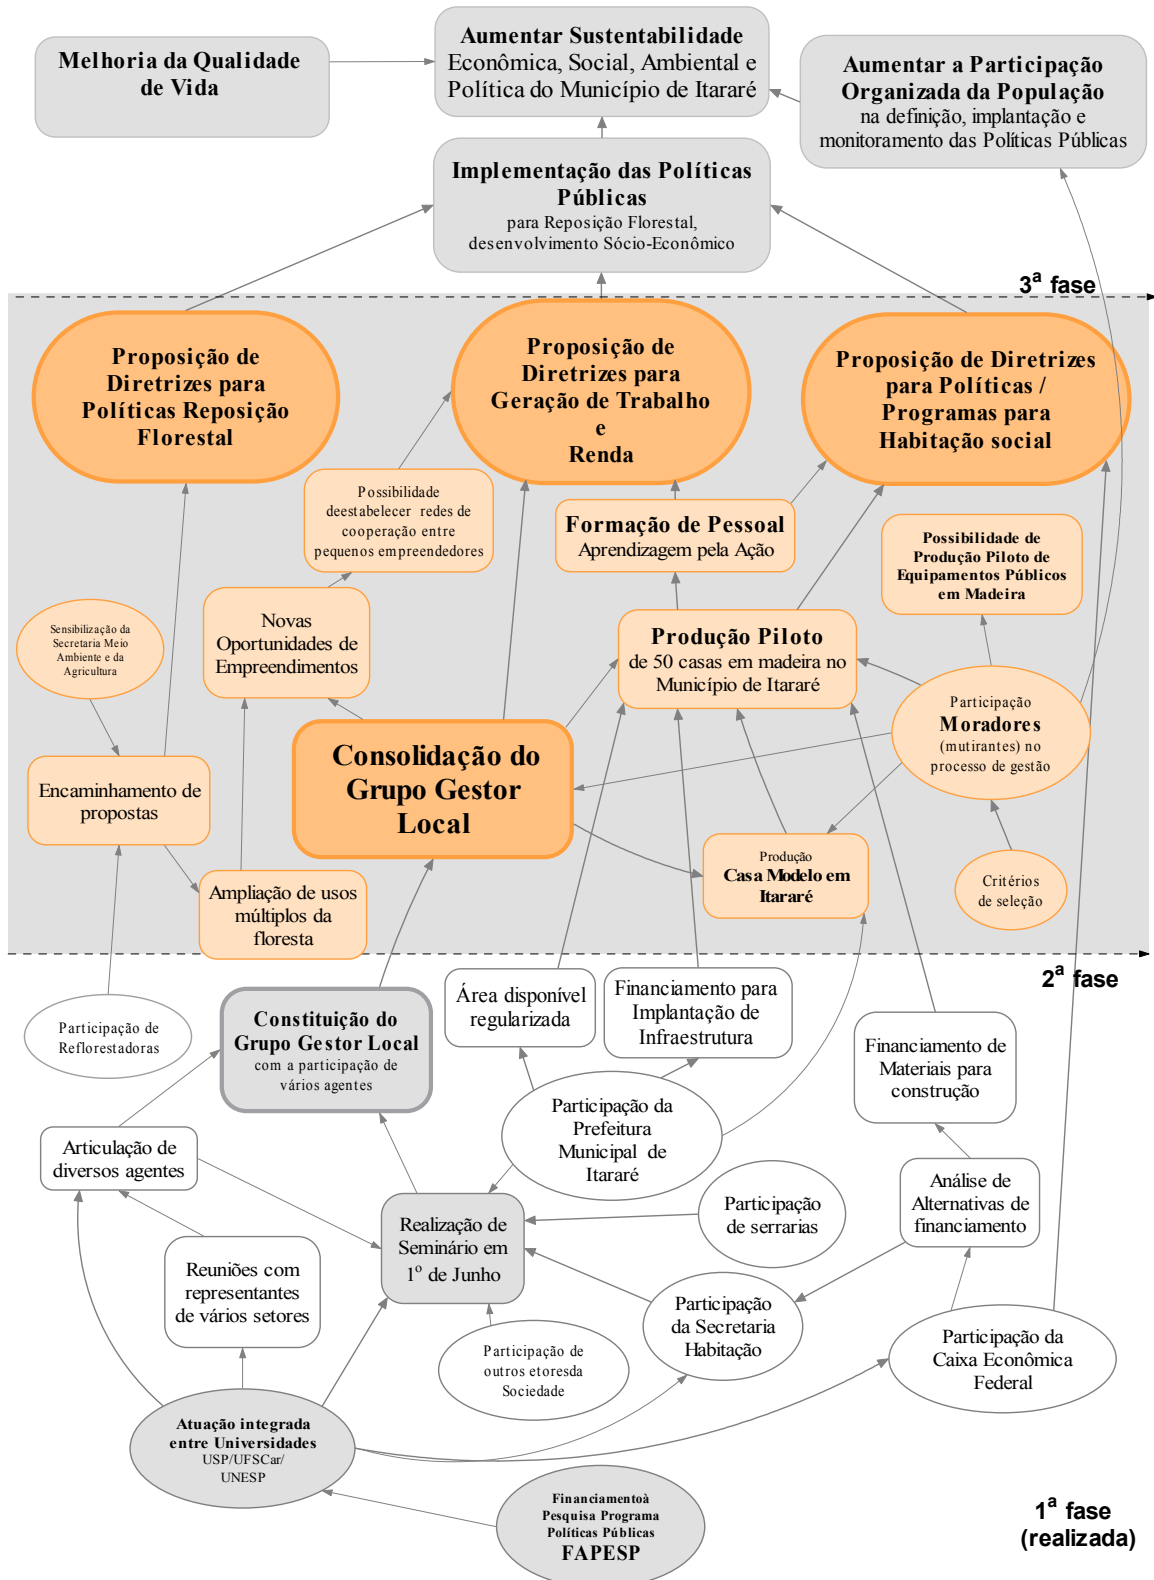 Melhoria da Qualidade
de Vida
Aumentar Sustentabilidade
Econômica, Social, Ambiental e
Política do Município de Itararé
Aumentar a Participação
Organizada da População
na definição, implantação e
monitoramento das Políticas Públicas
Implementação das Políticas
Públicas
para Reposição Florestal,
desenvolvimento Sócio-Econômico
3ª fase
Proposição de
Diretrizes para
Políticas Reposição
Florestal
Proposição de
Diretrizes para
Geração de Trabalho
e
Renda
Proposição de Diretrizes
para Políticas /
Programas para
Habitação social
Possibilidade
deestabelecer redes de
cooperação entre
pequenos empreendedores
Formação de Pessoal
Aprendizagem pela Ação
Possibilidade de
Produção Piloto de
Equipamentos Públicos
em Madeira
Sensibilização da
Secretaria Meio
Ambiente e da
Agricultura
Novas
Oportunidades de
Empreendimentos
Produção Piloto
de 50 casas em madeira no
Município de Itararé
Participação
Moradores
(mutirantes) no
processo de gestão
Consolidação do
Grupo Gestor
Local
Encaminhamento de
propostas
Produção
Casa Modelo em
Itararé
Critérios
de seleção
Ampliação de usos
múltiplos da
floresta
2ª fase
Participação de
Reflorestadoras
Constituição do
Grupo Gestor Local
com a participação de
vários agentes
Área disponível
regularizada
Financiamento para
Implantação de
Infraestrutura
Financiamento de
Materiais para
construção
Articulação de
diversos agentes
Participação da
Prefeitura
Municipal de
Itararé
Realização de
Seminário em
1º de Junho
Participação
de serrarias
Análise de
Alternativas de
financiamento
Reuniões com
representantes
de vários setores
Participação
da Secretaria
Habitação
Participação de
outros etoresda
Sociedade
Participação da
Caixa Econômica
Federal
Atuação integrada
entre Universidades
USP/UFSCar/
UNESP
Financiamentoà
Pesquisa Programa
Políticas Públicas
FAPESP
1ª fase
(realizada)